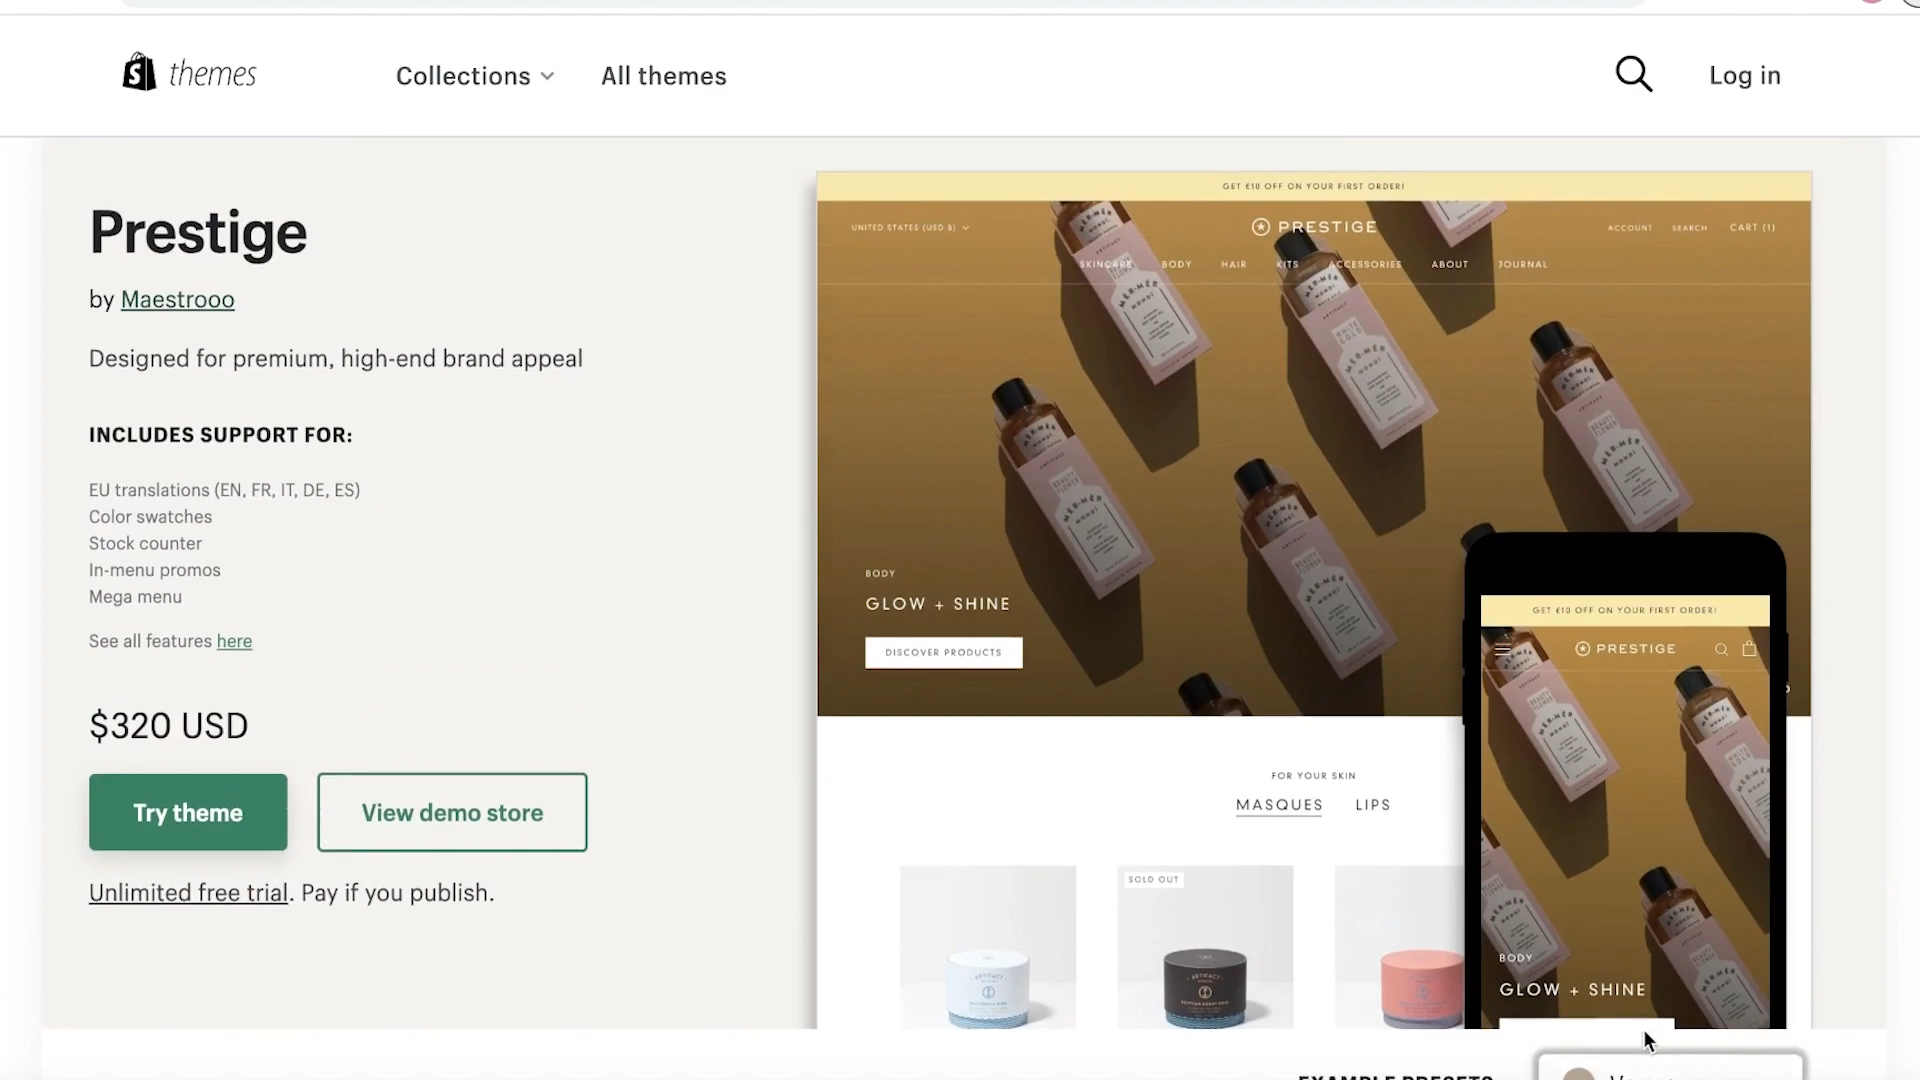 themes
Collections
All themes
Log in
Prestige
by Maestrooo
Designed for premium, high-end brand appeal
INCLUDES SUPPORT FOR:
EU translations (EN, FR, IT, DE, ES)
Color swatches
Stock counter
In-menu promos
Mega menu
See all features here
$320 USD
Try theme
View demo store
Unlimited free trial. Pay if you publish.
GET €10 OFF ON YOUR FIRST ORDER!
UNITED STATES (USD $)
PRESTIGE
ACCOUNT SEARCH CART (1)
SKINCARE BODY HAIR KITS ACCESSORIES ABOUT JOURNAL
BODY
GLOW + SHINE
DISCOVER PRODUCTS
FOR YOUR SKIN
MASQUES LIPS
SOLD OUT
GET €10 OFF ON YOUR FIRST ORDER!
PRESTIGE
BODY
GLOW + SHINE
EXAMPLE PRESETS